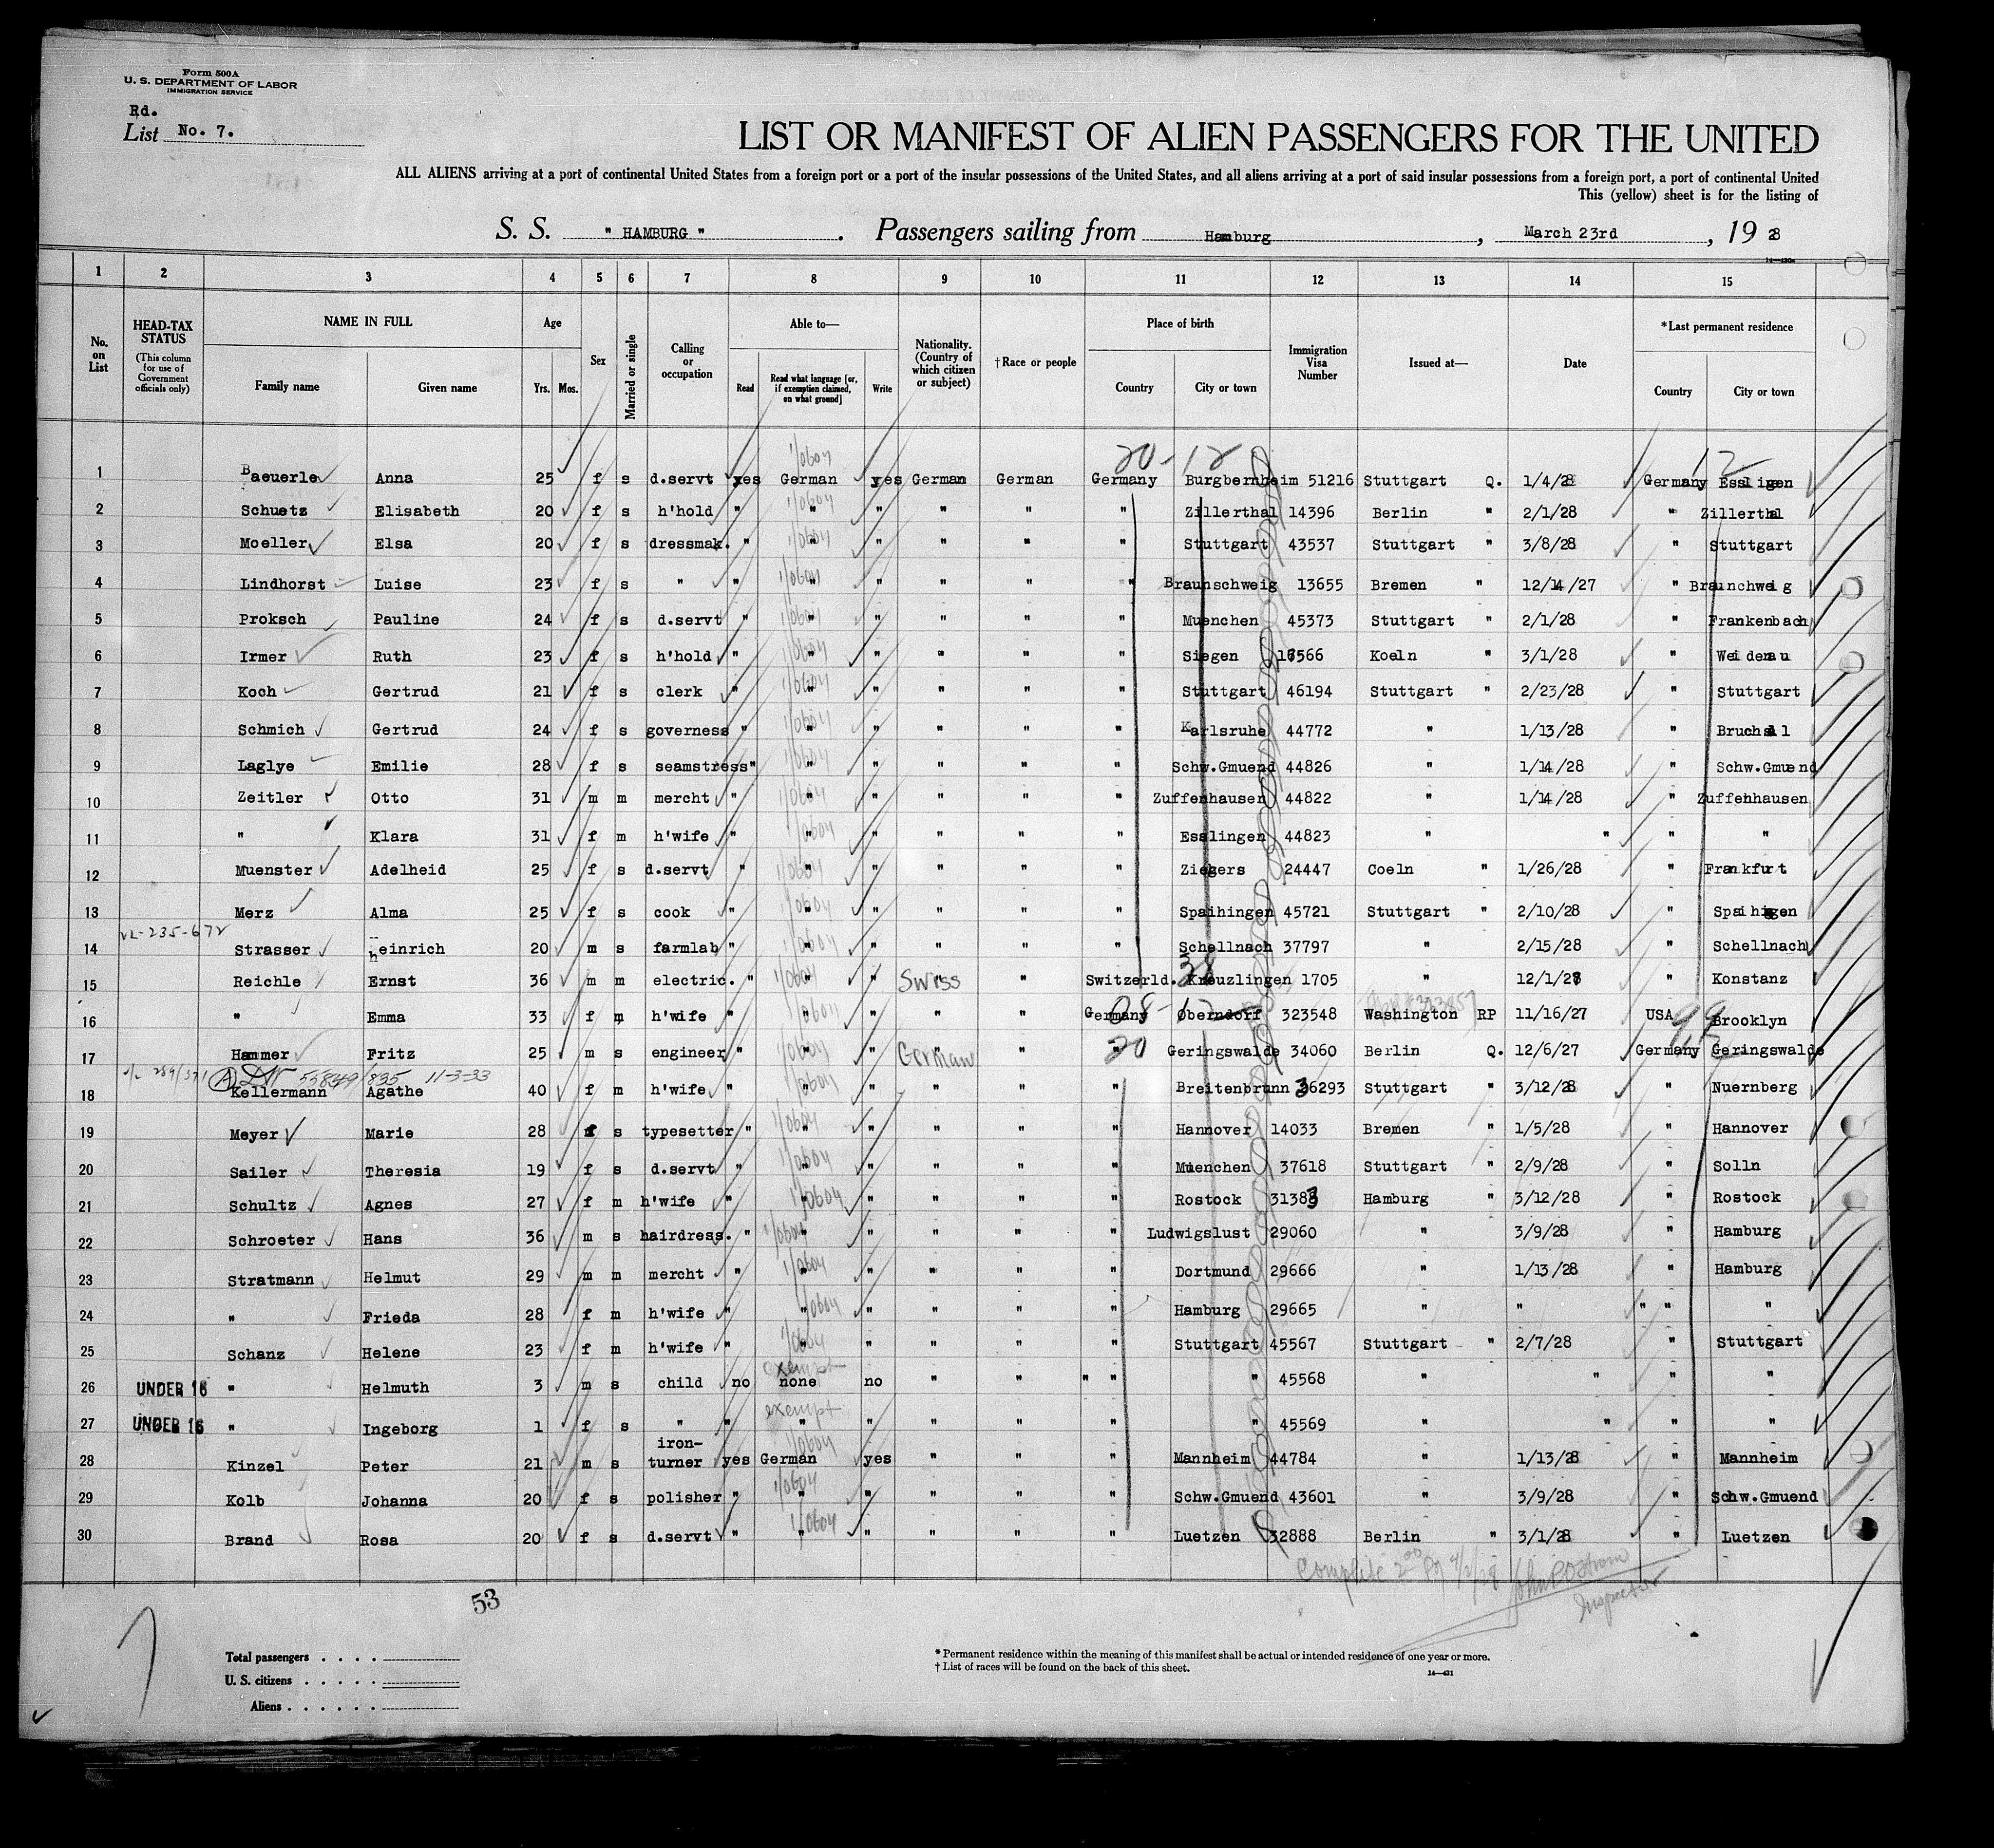 Form 500A
U. S. DEPARTMENT OF LABOR
IMMIGRATION SERVICE
Rd.
List No. 7.
LIST OR MANIFEST OF ALIEN PASSENGERS FOR THE UNITED
ALL ALIENS arriving at a port of continental United States from a foreign port or a port of the insular possessions of the United States, and all aliens arriving at a port of said insular possessions from a foreign port, a port of continental United
This (yellow) sheet is for the listing of
S. S. " HAMBURG " . Passengers sailing from Hamburg , March 23rd , 19 28
1 2 3 4 5 6 7 8 9 10 11 12 13 14 15
No. on List HEAD-TAX STATUS (This column for use of Government officials only) NAME IN FULL Family name Given name Age Yrs. Mos. Sex Married or single Calling or occupation Able to— Read Read what language [or, if exemption claimed, on what ground] Write Nationality. (Country of which citizen or subject) †Race or people Place of birth Country City or town Immigration Visa Number Issued at— Date *Last permanent residence Country City or town
20-12 12
1 Baeuerle Anna 25 f s d.servt yes German yes German German Germany Burgbernheim 51216 Stuttgart Q. 1/4/28 Germany Esslingen
2 Schuetz Elisabeth 20 f s h'hold " " " " " " Zillerthal 14396 Berlin " 2/1/28 " Zillerthal
3 Moeller Elsa 20 f s dressmak. " " " " " " Stuttgart 43537 Stuttgart " 3/8/28 " Stuttgart
4 Lindhorst Luise 23 f s " " " " " " " Braunschweig 13655 Bremen " 12/14/27 " Braunchweig
5 Proksch Pauline 24 f s d.servt " " " " " " Muenchen 45373 Stuttgart " 2/1/28 " Frankenbach
6 Irmer Ruth 23 f s h'hold " " " " " " Siegen Koeln " 3/1/28 " Weidenau
7 Koch Gertrud 21 f s clerk " " " " " " Stuttgart 46194 Stuttgart " 2/23/28 " Stuttgart
8 Schmich Gertrud 24 f s governess " " " " " " Karlsruhe 44772 " 1/13/28 " Bruchsal
9 Laglye Emilie 28 f s seamstress " " " " " " Schw.Gmuend 44826 " 1/14/28 " Schw.Gmuend
10 Zeitler Otto 31 m m mercht " " " " " " Zuffenhausen 44822 " 1/14/28 " Zuffenhausen
11 " Klara 31 f m h'wife " " " " " " Esslingen 44823 " " " "
12 Muenster Adelheid 25 f s d.servt " " " " " " Ziegers 24447 Coeln " 1/26/28 " Frankfurt
13 Merz Alma 25 f s cook " " " " " " Spaihingen 45721 Stuttgart " 2/10/28 " Spaihigen
14 Strasser heinrich 20 m s farmlab " " " " " " Schellnach 37797 " 2/15/28 " Schellnach
15 Reichle Ernst 36 m m electric. " " " Swiss " Switzerld. Kreuzlingen 1705 " 12/1/27 " Konstanz
16 " Emma 33 f m h'wife " " " " " Germany Oberndorf 323548 Washington RP 11/16/27 USA Brooklyn
17 Hammer Fritz 25 m s engineer " " " German " " 20 Geringswalde 34060 Berlin Q. 12/6/27 Germany Geringswalde
11-3-33
18 Kellermann Agathe 40 f m h'wife " " " " " " Breitenbrunn 36293 Stuttgart " 3/12/28 " Nuernberg
19 Meyer Marie 28 f s typesetter " " " " " " Hannover 14033 Bremen " 1/5/28 " Hannover
20 Sailer Theresia 19 f s d.servt " " " " " " Muenchen 37618 Stuttgart " 2/9/28 " Solln
21 Schultz Agnes 27 f m h'wife " " " " " " Rostock 31383 Hamburg " 3/12/28 " Rostock
22 Schroeter Hans 36 m s hairdress. " " " " " " Ludwigslust 29060 " 3/9/28 " Hamburg
23 Stratmann Helmut 29 m m mercht " " " " " " Dortmund 29666 " 1/13/28 " Hamburg
24 " Frieda 28 f m h'wife " " " " " " Hamburg 29665 " " " " "
25 Schanz Helene 23 f m h'wife " " " " " " Stuttgart 45567 Stuttgart " 2/7/28 " Stuttgart
exempt
26 UNDER 16 " Helmuth 3 m s child no none no " " " " " 45568 " " " "
exempt
27 UNDER 16 " Ingeborg 1 f s " " " " " " " " 45569 " " " "
28 Kinzel Peter 21 m s iron-turner yes German yes " " " Mannheim 44784 " 1/13/28 " Mannheim
29 Kolb Johanna 20 f s polisher " " " " " " Schw.Gmuend 43601 " 3/9/28 " Schw.Gmuend
30 Brand Rosa 20 f s d.servt " " " " " " Luetzen 32888 Berlin " 3/1/28 " Luetzen
Complete 4/2/28
Inspector
53
Total passengers . . . .
U. S. citizens . . . . .
Aliens . . . . . .
* Permanent residence within the meaning of this manifest shall be actual or intended residence of one year or more.
† List of races will be found on the back of this sheet.
14—431